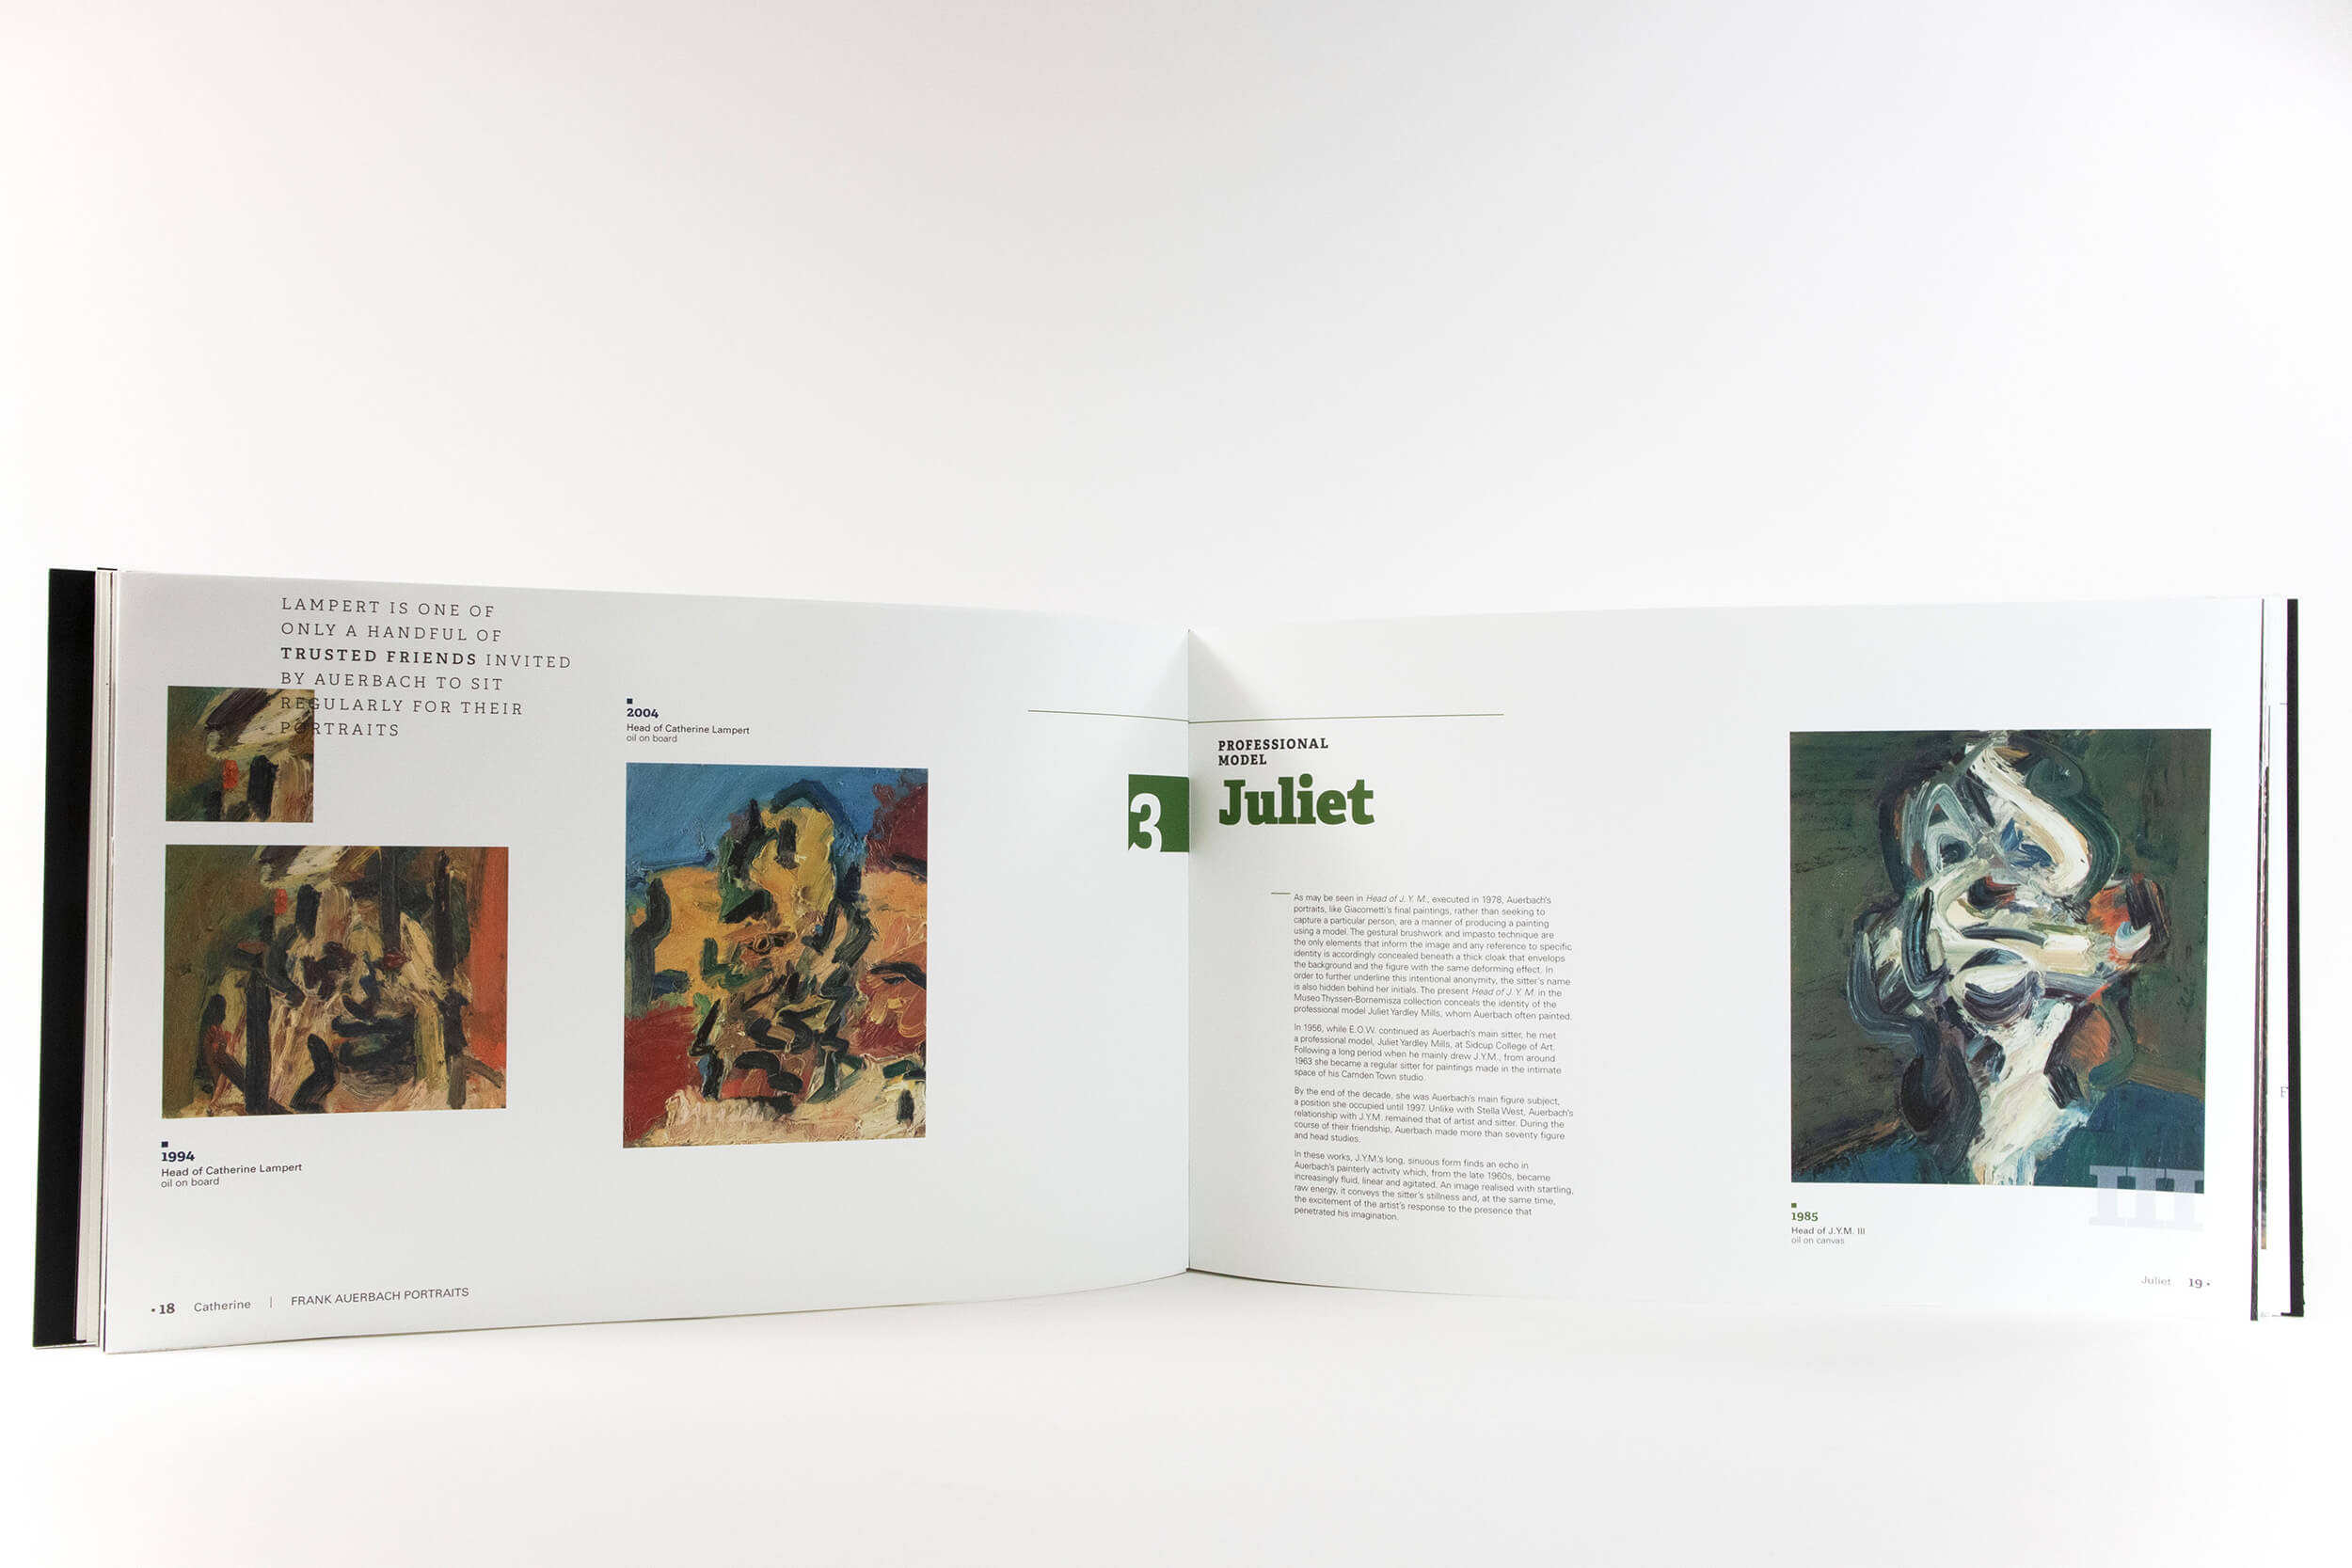 LAMPERT IS ONE OF
ONLY A HANDFUL OF
TRUSTED FRIENDS INVITED
BY AUERBACH TO SIT
REGULARLY FOR THEIR
PORTRAITS
2004
Head of Catherine Lampert
oil on board
1994
Head of Catherine Lampert
oil on board
• 18 Catherine | FRANK AUERBACH PORTRAITS
3
PROFESSIONAL
MODEL
Juliet
As may be seen in Head of J. Y. M., executed in 1978, Auerbach's
portraits, like Giacometti's final paintings, rather than seeking to
capture a particular person, are a manner of producing a painting
using a model. The gestural brushwork and impasto technique are
the only elements that inform the image and any reference to specific
identity is accordingly concealed beneath a thick cloak that envelops
the background and the figure with the same deforming effect. In
order to further underline this intentional anonymity, the sitter's name
is also hidden behind her initials. The present Head of J. Y. M. in the
Museo Thyssen-Bornemisza collection conceals the identity of the
professional model Juliet Yardley Mills, whom Auerbach often painted.
In 1956, while E.O.W. continued as Auerbach's main sitter, he met
a professional model, Juliet Yardley Mills, at Sidcup College of Art.
Following a long period when he mainly drew J.Y.M., from around
1963 she became a regular sitter for paintings made in the intimate
space of his Camden Town studio.
By the end of the decade, she was Auerbach's main figure subject,
a position she occupied until 1997. Unlike with Stella West, Auerbach's
relationship with J.Y.M. remained that of artist and sitter. During the
course of their friendship, Auerbach made more than seventy figure
and head studies.
In these works, J.Y.M.'s long, sinuous form finds an echo in
Auerbach's painterly activity which, from the late 1960s, became
increasingly fluid, linear and agitated. An image realised with startling,
raw energy, it conveys the sitter's stillness and, at the same time,
the excitement of the artist's response to the presence that
penetrated his imagination.
III
1985
Head of J.Y.M. III
oil on canvas
Juliet 19 •
F